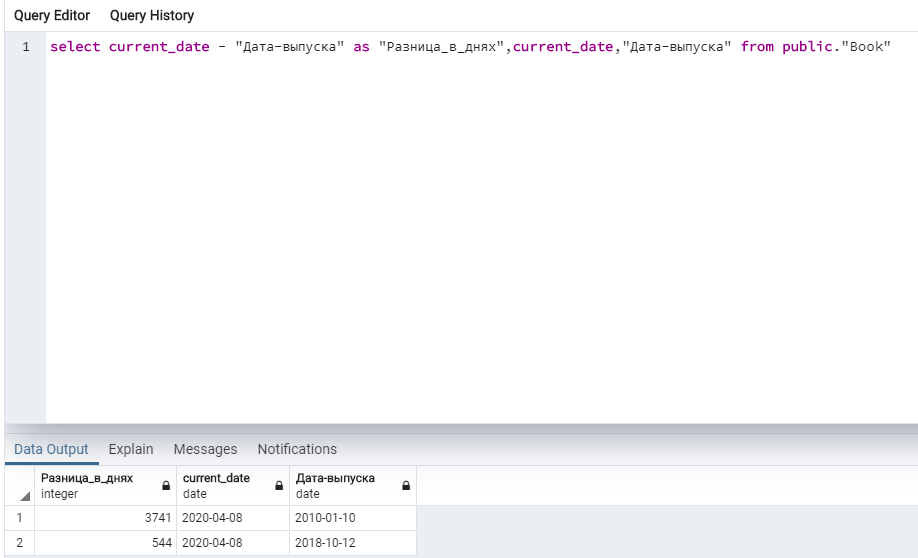 Query Editor Query History
1 select current_date - "Дата-выпуска" as "Разница_в_днях",current_date,"Дата-выпуска" from public."Book"
Data Output Explain Messages Notifications
Разница_в_днях current_date Дата-выпуска
integer date date
1 3741 2020-04-08 2010-01-10
2 544 2020-04-08 2018-10-12